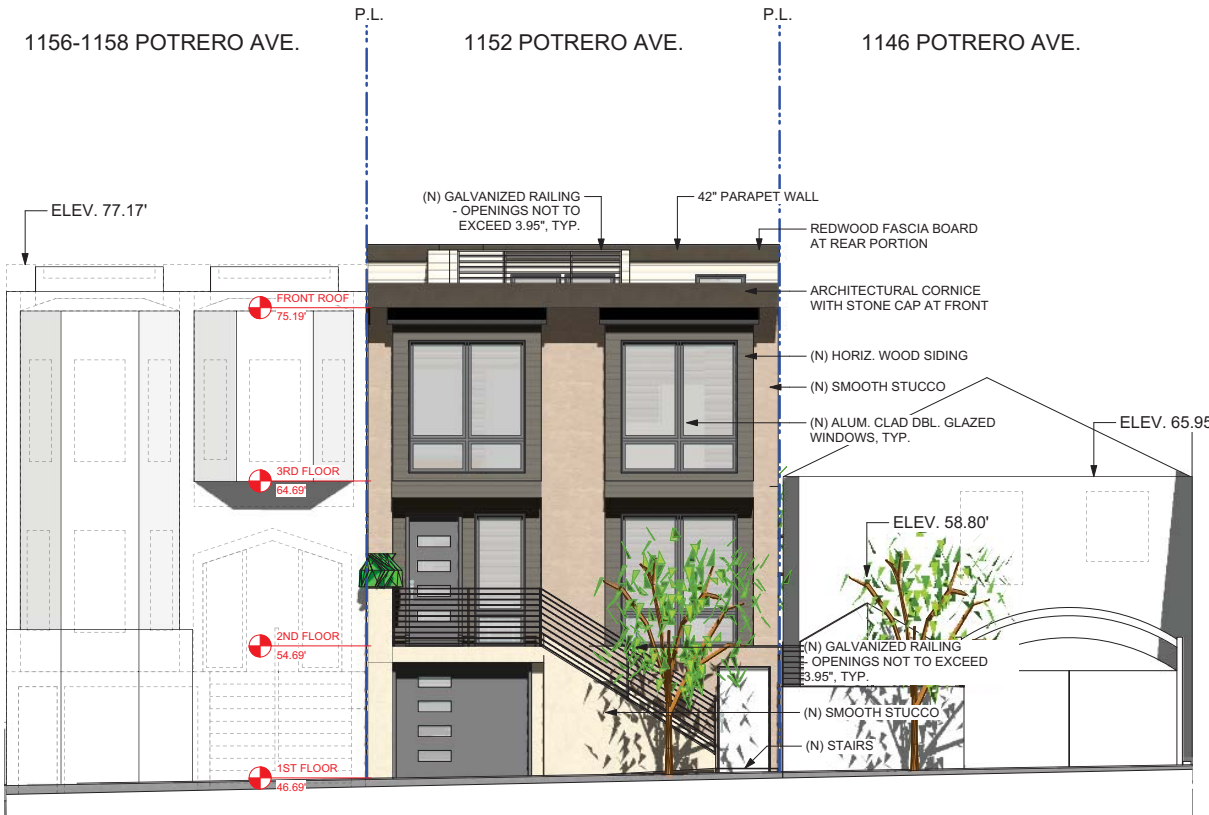 P.L.
P.L.
1156-1158 POTRERO AVE.
1152 POTRERO AVE.
1146 POTRERO AVE.
(N) GALVANIZED RAILING
- OPENINGS NOT TO
EXCEED 3.95", TYP.
42" PARAPET WALL
ELEV. 77.17'
REDWOOD FASCIA BOARD
AT REAR PORTION
ARCHITECTURAL CORNICE
WITH STONE CAP AT FRONT
FRONT ROOF
75.19'
(N) HORIZ. WOOD SIDING
(N) SMOOTH STUCCO
(N) ALUM. CLAD DBL. GLAZED
WINDOWS, TYP.
ELEV. 65.95
3RD FLOOR
64.69'
ELEV. 58.80'
2ND FLOOR
54.69'
(N) GALVANIZED RAILING
- OPENINGS NOT TO EXCEED
3.95", TYP.
(N) SMOOTH STUCCO
(N) STAIRS
1ST FLOOR
46.69'